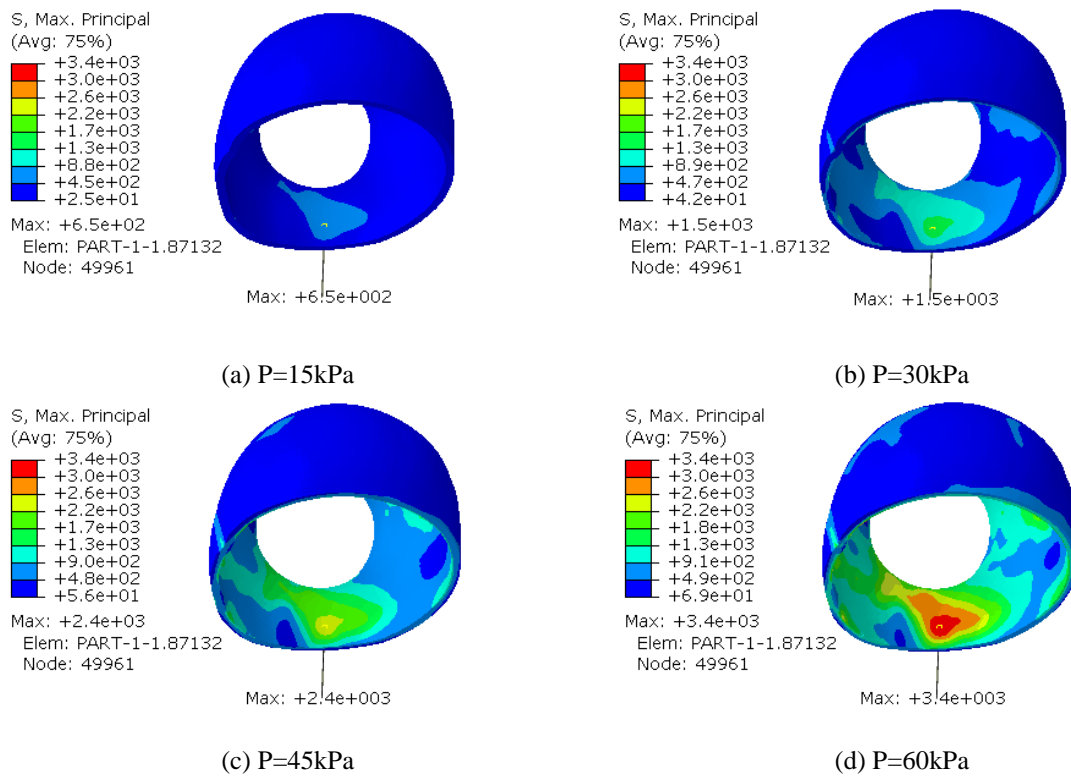 S, Max. Principal
(Avg: 75%)
+3.4e+03
+3.0e+03
+2.6e+03
+2.2e+03
+1.7e+03
+1.3e+03
+8.8e+02
+4.5e+02
+2.5e+01
Max: +6.5e+02
Elem: PART-1-1.87132
Node: 49961
Max: +6.5e+002
(a) P=15kPa
S, Max. Principal
(Avg: 75%)
+3.4e+03
+3.0e+03
+2.6e+03
+2.2e+03
+1.7e+03
+1.3e+03
+8.9e+02
+4.7e+02
+4.2e+01
Max: +1.5e+03
Elem: PART-1-1.87132
Node: 49961
Max: +1.5e+003
(b) P=30kPa
S, Max. Principal
(Avg: 75%)
+3.4e+03
+3.0e+03
+2.6e+03
+2.2e+03
+1.7e+03
+1.3e+03
+9.0e+02
+4.8e+02
+5.6e+01
Max: +2.4e+03
Elem: PART-1-1.87132
Node: 49961
Max: +2.4e+003
(c) P=45kPa
S, Max. Principal
(Avg: 75%)
+3.4e+03
+3.0e+03
+2.6e+03
+2.2e+03
+1.8e+03
+1.3e+03
+9.1e+02
+4.9e+02
+6.9e+01
Max: +3.4e+03
Elem: PART-1-1.87132
Node: 49961
Max: +3.4e+003
(d) P=60kPa